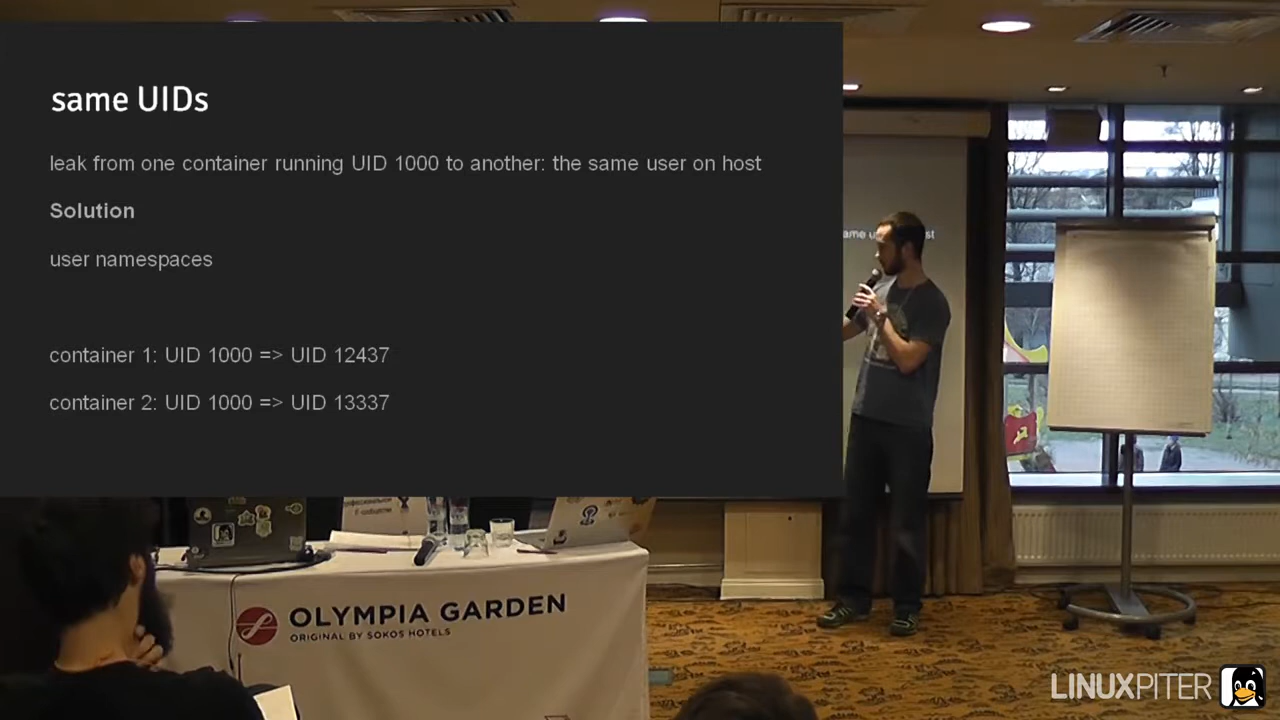 same UIDs
leak from one container running UID 1000 to another: the same user on host
Solution
user namespaces
container 1: UID 1000 => UID 12437
container 2: UID 1000 => UID 13337
st
OLYMPIA GARDEN
ORIGINAL BY SOKOS HOTELS
LINUXPITER